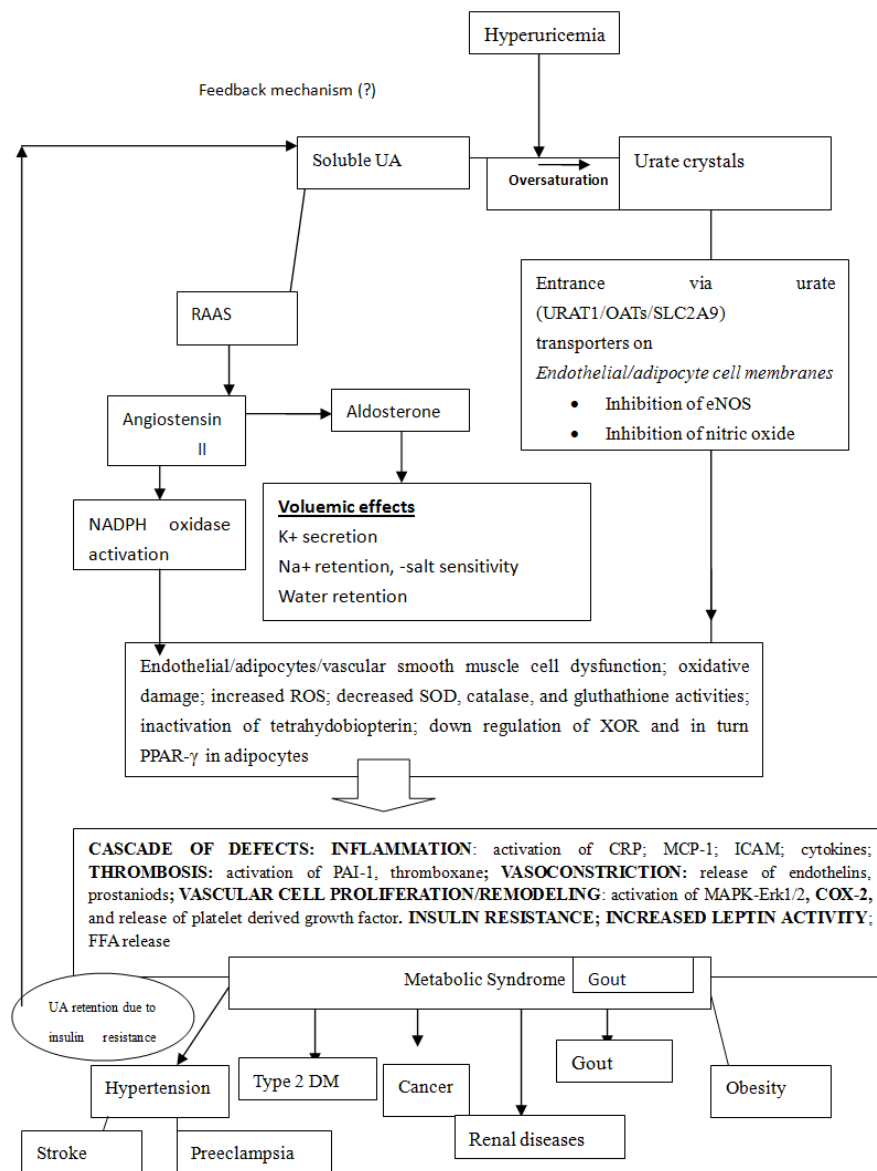 Hyperuricemia
Feedback mechanism (?)
Soluble UA
Oversaturation
Urate crystals
Entrance via urate
(URAT1/OATs/SLC2A9)
transporters on
Endothelial/adipocyte cell membranes
• Inhibition of eNOS
• Inhibition of nitric oxide
RAAS
Angiostensin
II
Aldosterone
NADPH oxidase
activation
Voluemic effects
K+ secretion
Na+ retention, -salt sensitivity
Water retention
Endothelial/adipocytes/vascular smooth muscle cell dysfunction; oxidative
damage; increased ROS; decreased SOD, catalase, and gluthathione activities;
inactivation of tetrahydobiopterin; down regulation of XOR and in turn
PPAR-γ in adipocytes
CASCADE OF DEFECTS: INFLAMMATION: activation of CRP; MCP-1; ICAM; cytokines;
THROMBOSIS: activation of PAI-1, thromboxane; VASOCONSTRICTION: release of endothelins,
prostaniods; VASCULAR CELL PROLIFERATION/REMODELING: activation of MAPK-Erk1/2, COX-2,
and release of platelet derived growth factor. INSULIN RESISTANCE; INCREASED LEPTIN ACTIVITY;
FFA release
Metabolic Syndrome
Gout
UA retention due to
insulin resistance
Hypertension
Type 2 DM
Cancer
Gout
Obesity
Stroke
Preeclampsia
Renal diseases